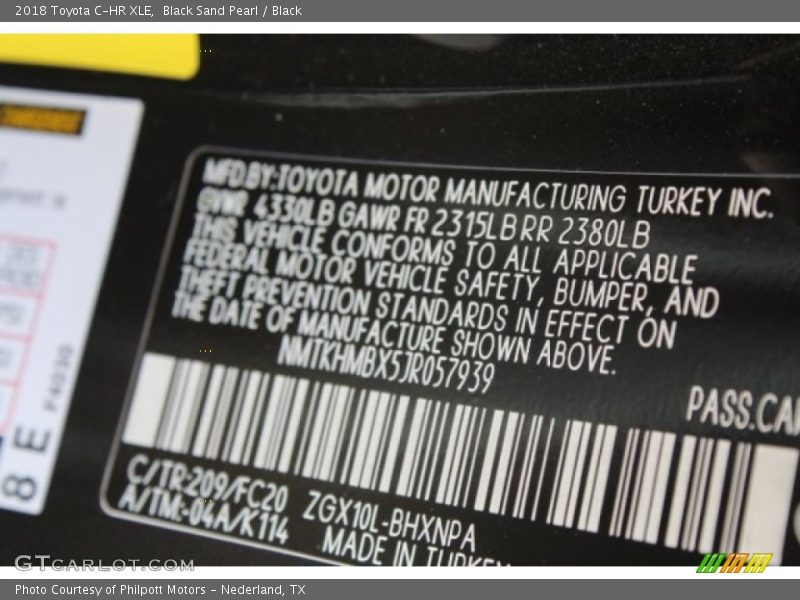 2018 Toyota C-HR XLE, Black Sand Pearl / Black
MFD.BY:TOYOTA MOTOR MANUFACTURING TURKEY INC.
GVWR 4330LB GAWR FR 2315LB RR 2380LB
THIS VEHICLE CONFORMS TO ALL APPLICABLE
FEDERAL MOTOR VEHICLE SAFETY, BUMPER, AND
THEFT PREVENTION STANDARDS IN EFFECT ON
THE DATE OF MANUFACTURE SHOWN ABOVE.
NMTKHMBX5JR057939
PASS.CAR
C/TR:209/FC20
A/TM:-04A/K114
ZGX10L-BHXNPA
MADE IN TURKEY
8E
GTCARLOT.COM
Photo Courtesy of Philpott Motors - Nederland, TX